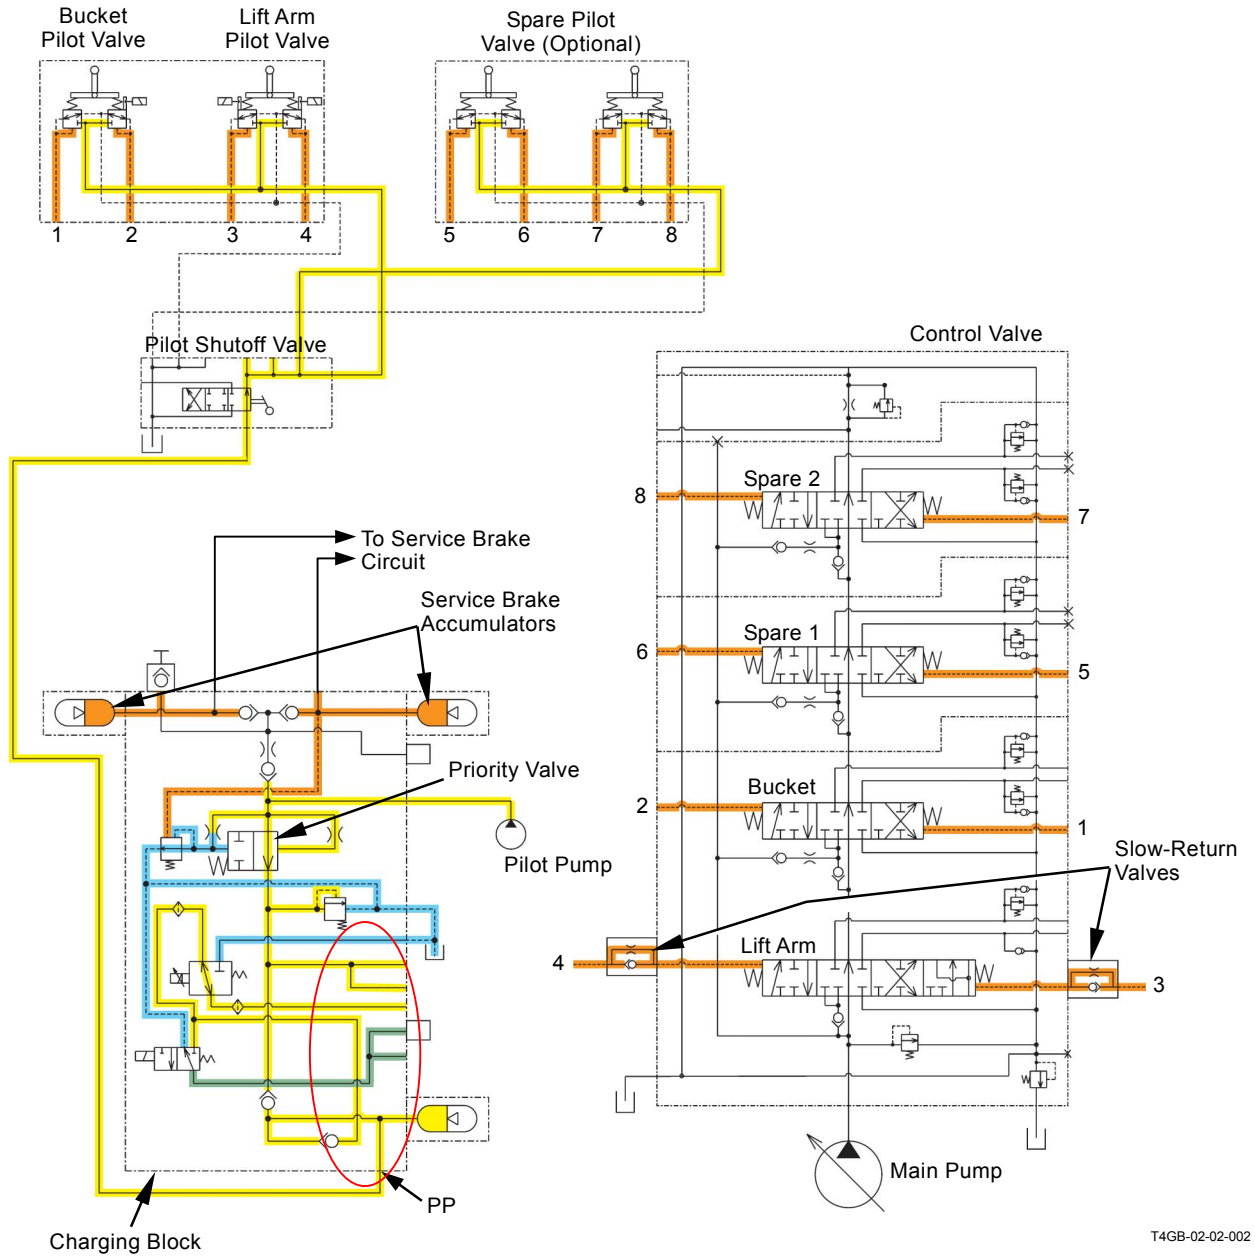 Bucket
Pilot Valve
Lift Arm
Pilot Valve
Spare Pilot
Valve (Optional)
1
2
3
4
5
6
7
8
Pilot Shutoff Valve
Control Valve
To Service Brake
Circuit
Service Brake
Accumulators
Priority Valve
Pilot Pump
PP
Charging Block
Spare 2
8
7
Spare 1
6
5
Bucket
2
1
Slow-Return
Valves
Lift Arm
4
3
Main Pump
T4GB-02-02-002